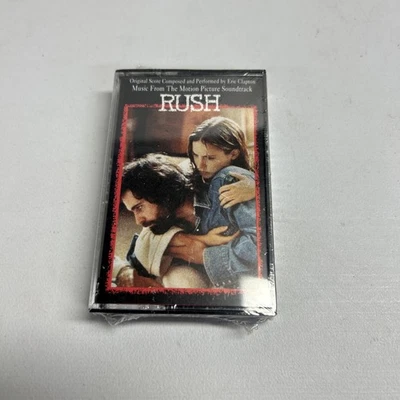 Original Score Composed and Performed by Eric Clapton
Music From The Motion Picture Soundtrack
RUSH